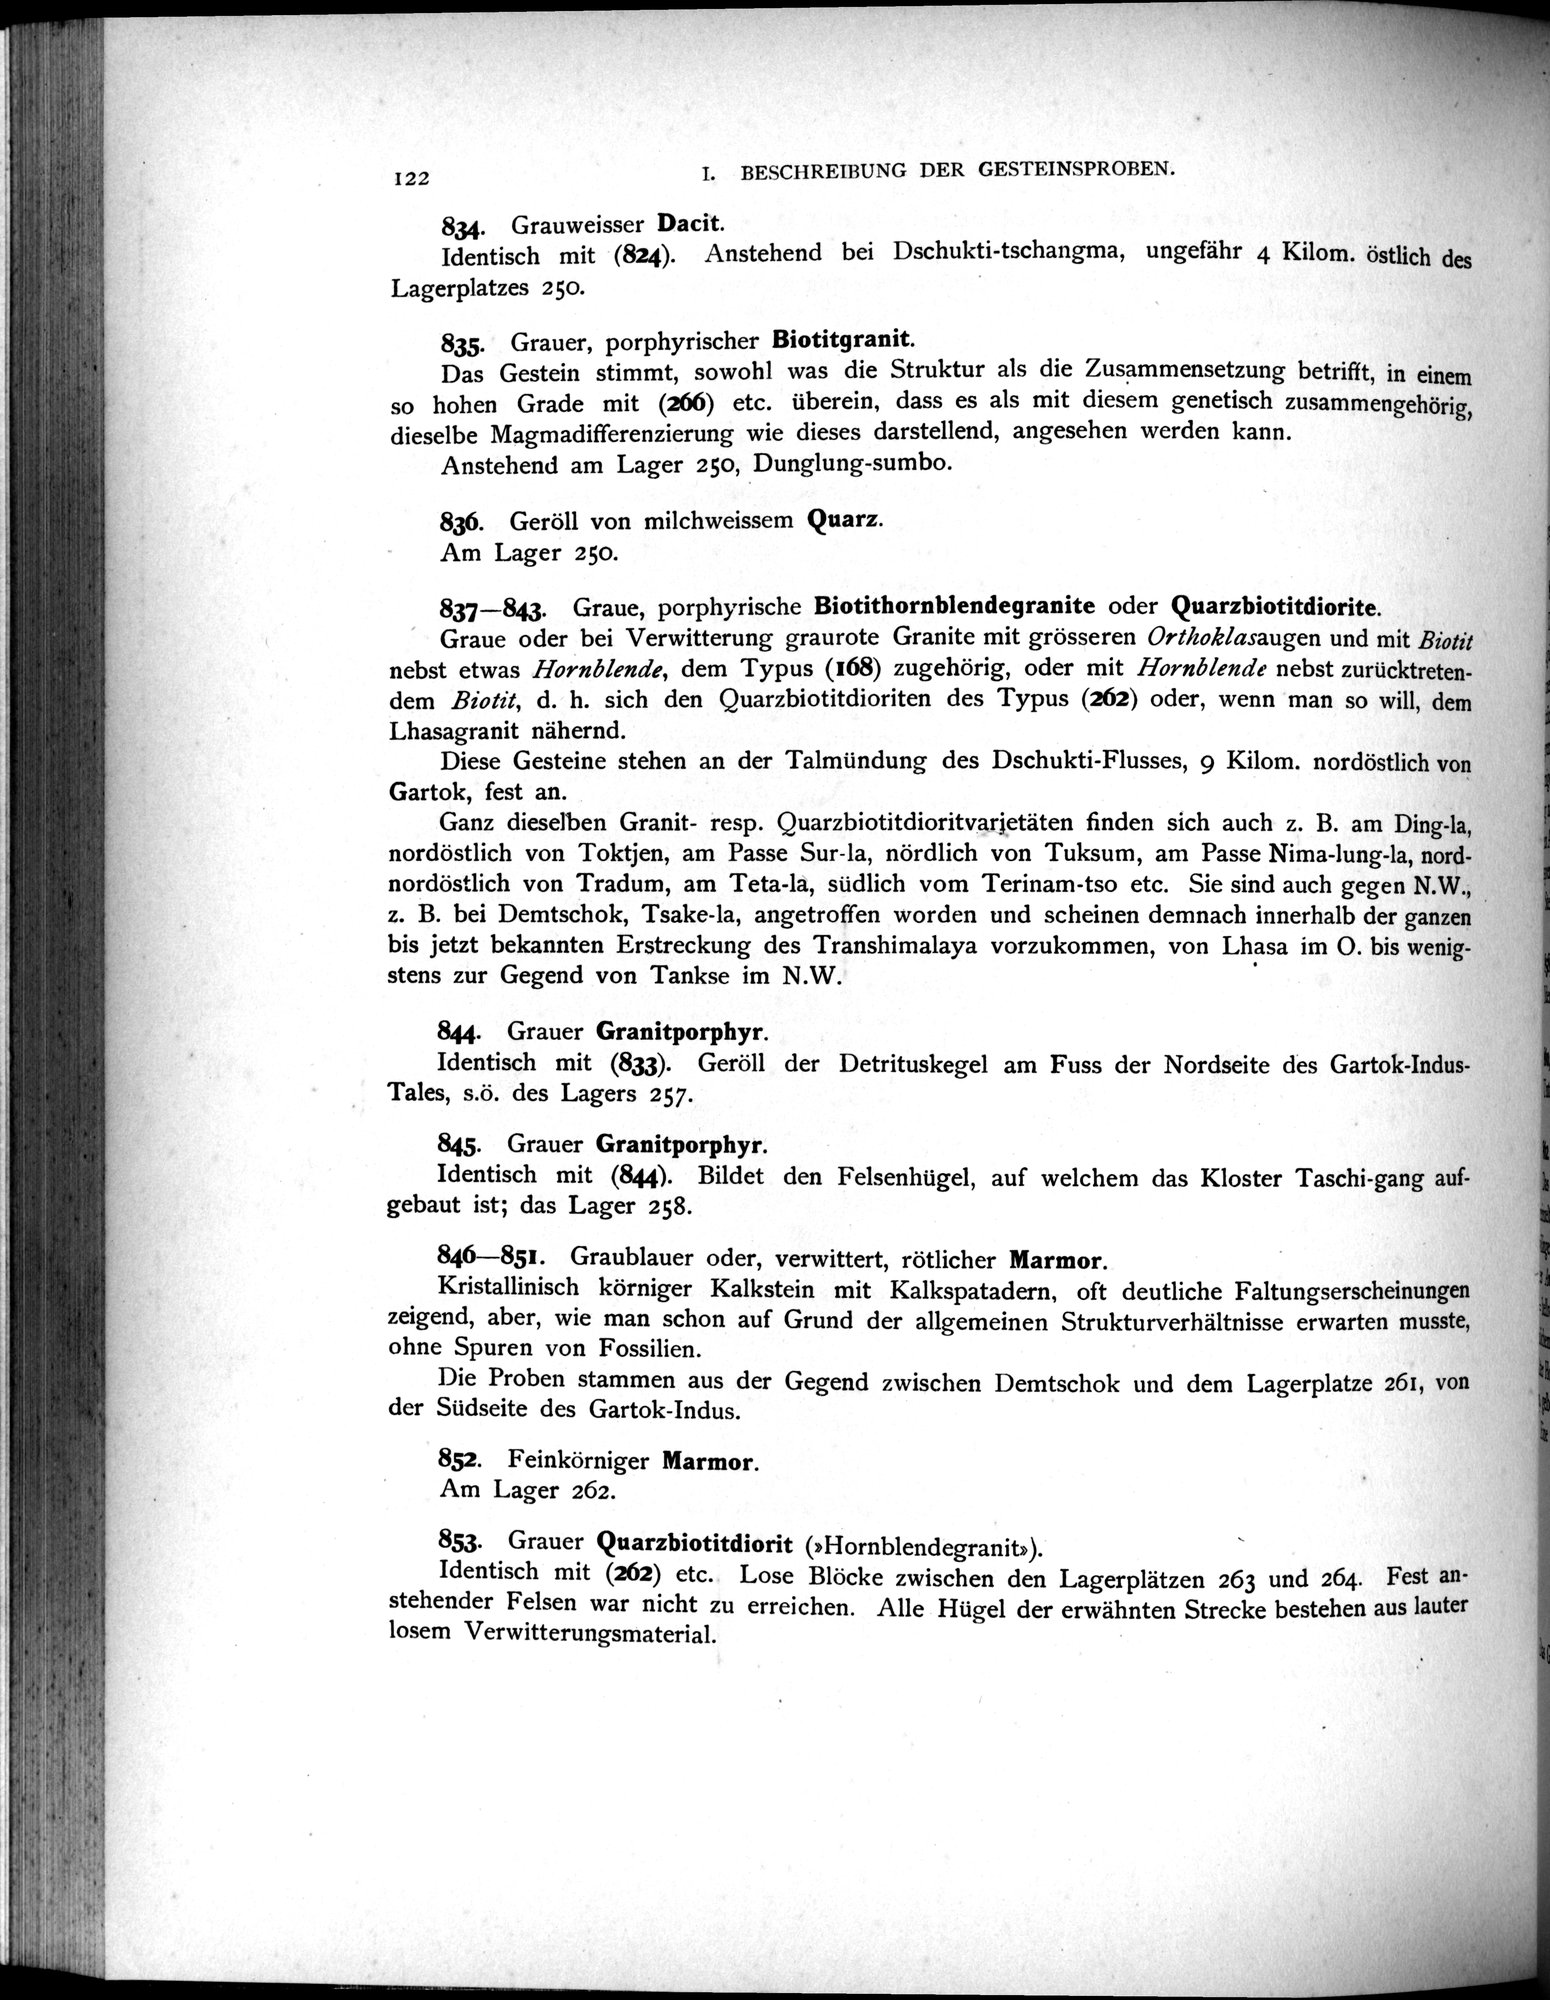 122 I. BESCHREIBUNG DER GESTEINSPROBEN.
834. Grauweisser Dacit.
Identisch mit (824). Anstehend bei Dschukti-tschangma, ungefähr 4 Kilom. östlich des
Lagerplatzes 250.
835. Grauer, porphyrischer Biotitgranit.
Das Gestein stimmt, sowohl was die Struktur als die Zusammensetzung betrifft, in einem
so hohen Grade mit (266) etc. überein, dass es als mit diesem genetisch zusammengehörig,
dieselbe Magmadifferenzierung wie dieses darstellend, angesehen werden kann.
Anstehend am Lager 250, Dunglung-sumbo.
836. Geröll von milchweissem Quarz.
Am Lager 250.
837—843. Graue, porphyrische Biotithornblendegranite oder Quarzbiotitdiorite.
Graue oder bei Verwitterung graurote Granite mit grösseren Orthoklasaugen und mit Biotit
nebst etwas Hornblende, dem Typus (168) zugehörig, oder mit Hornblende nebst zurücktreten-
dem Biotit, d. h. sich den Quarzbiotitdioriten des Typus (262) oder, wenn man so will, dem
Lhasagranit nähernd.
Diese Gesteine stehen an der Talmündung des Dschukti-Flusses, 9 Kilom. nordöstlich von
Gartok, fest an.
Ganz dieselben Granit- resp. Quarzbiotitdioritvarietäten finden sich auch z. B. am Ding-la,
nordöstlich von Toktjen, am Passe Sur-la, nördlich von Tuksum, am Passe Nima-lung-la, nord-
nordöstlich von Tradum, am Teta-la, südlich vom Terinam-tso etc. Sie sind auch gegen N.W.,
z. B. bei Demtschok, Tsake-la, angetroffen worden und scheinen demnach innerhalb der ganzen
bis jetzt bekannten Erstreckung des Transhimalaya vorzukommen, von Lhasa im O. bis wenig-
stens zur Gegend von Tankse im N.W.
844. Grauer Granitporphyr.
Identisch mit (833). Geröll der Detrituskegel am Fuss der Nordseite des Gartok-Indus-
Tales, s.ö. des Lagers 257.
845. Grauer Granitporphyr.
Identisch mit (844). Bildet den Felsenhügel, auf welchem das Kloster Taschi-gang auf-
gebaut ist; das Lager 258.
846—851. Graublauer oder, verwittert, rötlicher Marmor.
Kristallinisch körniger Kalkstein mit Kalkspatadern, oft deutliche Faltungserscheinungen
zeigend, aber, wie man schon auf Grund der allgemeinen Strukturverhältnisse erwarten musste,
ohne Spuren von Fossilien.
Die Proben stammen aus der Gegend zwischen Demtschok und dem Lagerplatze 261, von
der Südseite des Gartok-Indus.
852. Feinkörniger Marmor.
Am Lager 262.
853. Grauer Quarzbiotitdiorit (»Hornblendegranit»).
Identisch mit (262) etc. Lose Blöcke zwischen den Lagerplätzen 263 und 264. Fest an-
stehender Felsen war nicht zu erreichen. Alle Hügel der erwähnten Strecke bestehen aus lauter
losem Verwitterungsmaterial.